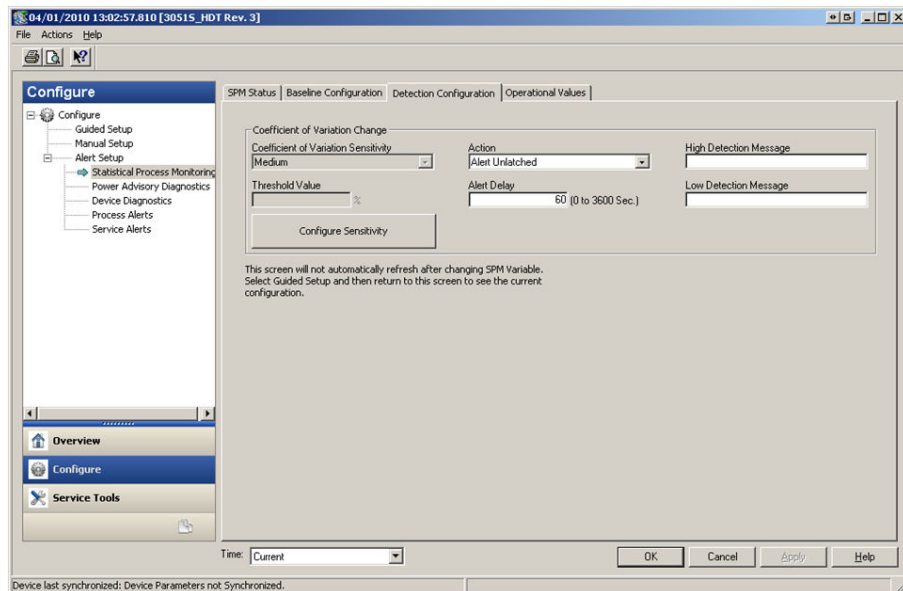 04/01/2010 13:02:57.810 [3051S_HDT Rev. 3]
File Actions Help
Configure
Configure
Guided Setup
Manual Setup
Alert Setup
Statistical Process Monitoring
Power Advisory Diagnostics
Device Diagnostics
Process Alerts
Service Alerts
Overview
Configure
Service Tools
SPM Status Baseline Configuration Detection Configuration Operational Values
Coefficient of Variation Change
Coefficient of Variation Sensitivity Action High Detection Message
Medium Alert Unlatched
Threshold Value Alert Delay Low Detection Message
% 60 (0 to 3600 Sec.)
Configure Sensitivity
This screen will not automatically refresh after changing SPM Variable.
Select Guided Setup and then return to this screen to see the current
configuration.
Time: Current OK Cancel Apply Help
Device last synchronized: Device Parameters not Synchronized.